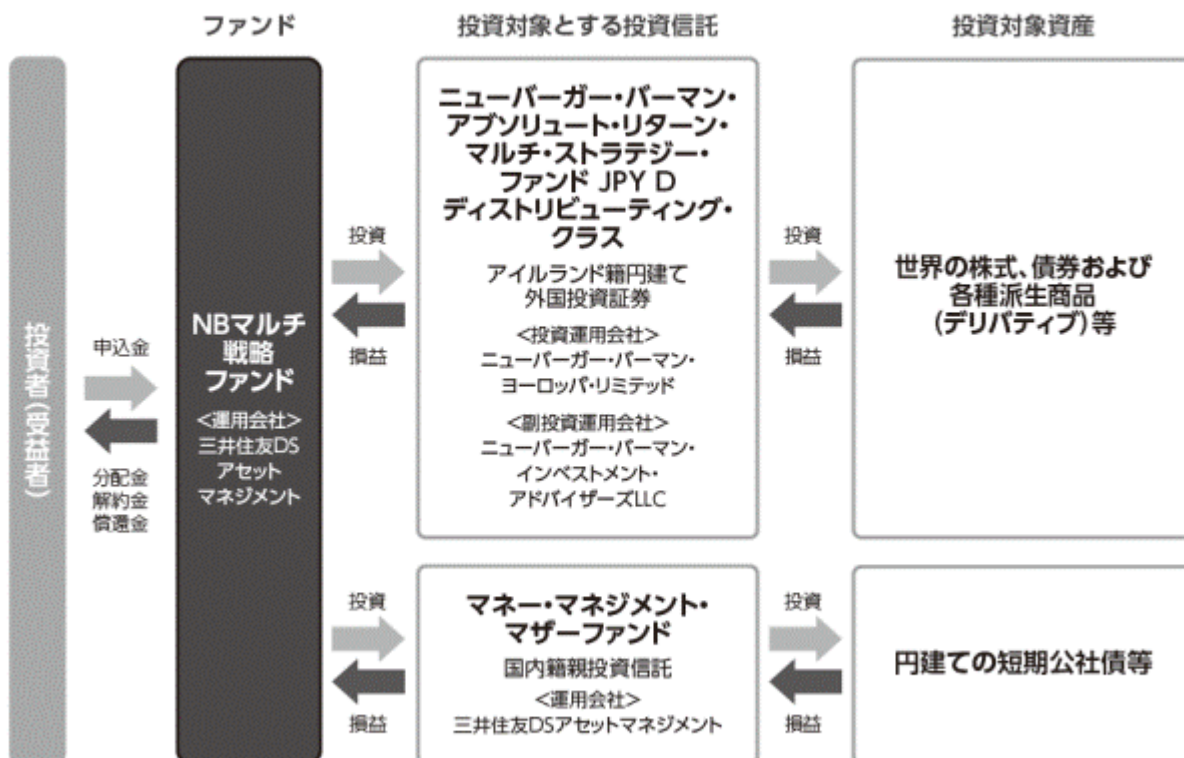 ファンド
投資対象とする投資信託
投資対象資産
投資者(受益者)
申込金
分配金
解約金
償還金
NBマルチ
戦略
ファンド
<運用会社>
三井住友DS
アセット
マネジメント
投資
損益
ニューバーガー・バーマン・
アブソリュート・リターン・
マルチ・ストラテジー・
ファンド JPY D
ディストリビューティング・
クラス
アイルランド籍円建て
外国投資証券
<投資運用会社>
ニューバーガー・バーマン・
ヨーロッパ・リミテッド
<副投資運用会社>
ニューバーガー・バーマン・
インベストメント・
アドバイザーズLLC
投資
損益
世界の株式、債券および
各種派生商品
(デリバティブ)等
投資
損益
マネー・マネジメント・
マザーファンド
国内籍親投資信託
<運用会社>
三井住友DSアセットマネジメント
投資
損益
円建ての短期公社債等